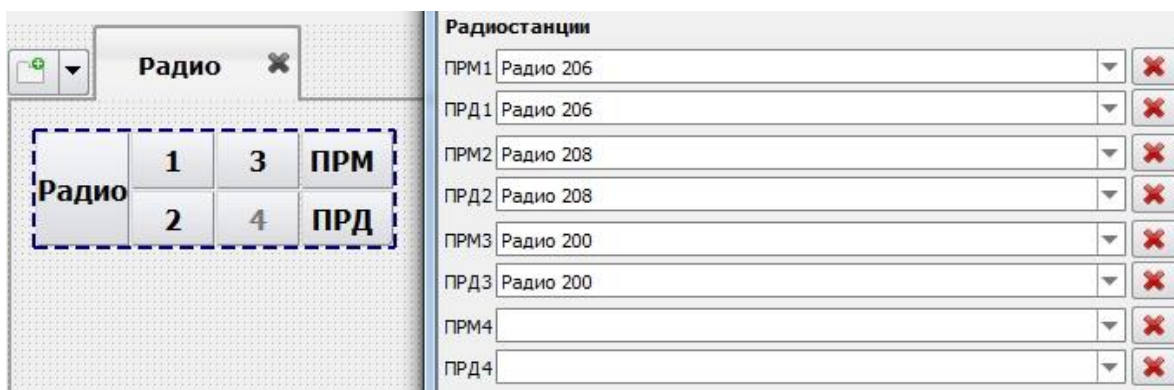 Радио
Радио
1
3
ПРМ
2
4
ПРД
Радиостанции
ПРМ1 Радио 206
ПРД1 Радио 206
ПРМ2 Радио 208
ПРД2 Радио 208
ПРМ3 Радио 200
ПРД3 Радио 200
ПРМ4
ПРД4